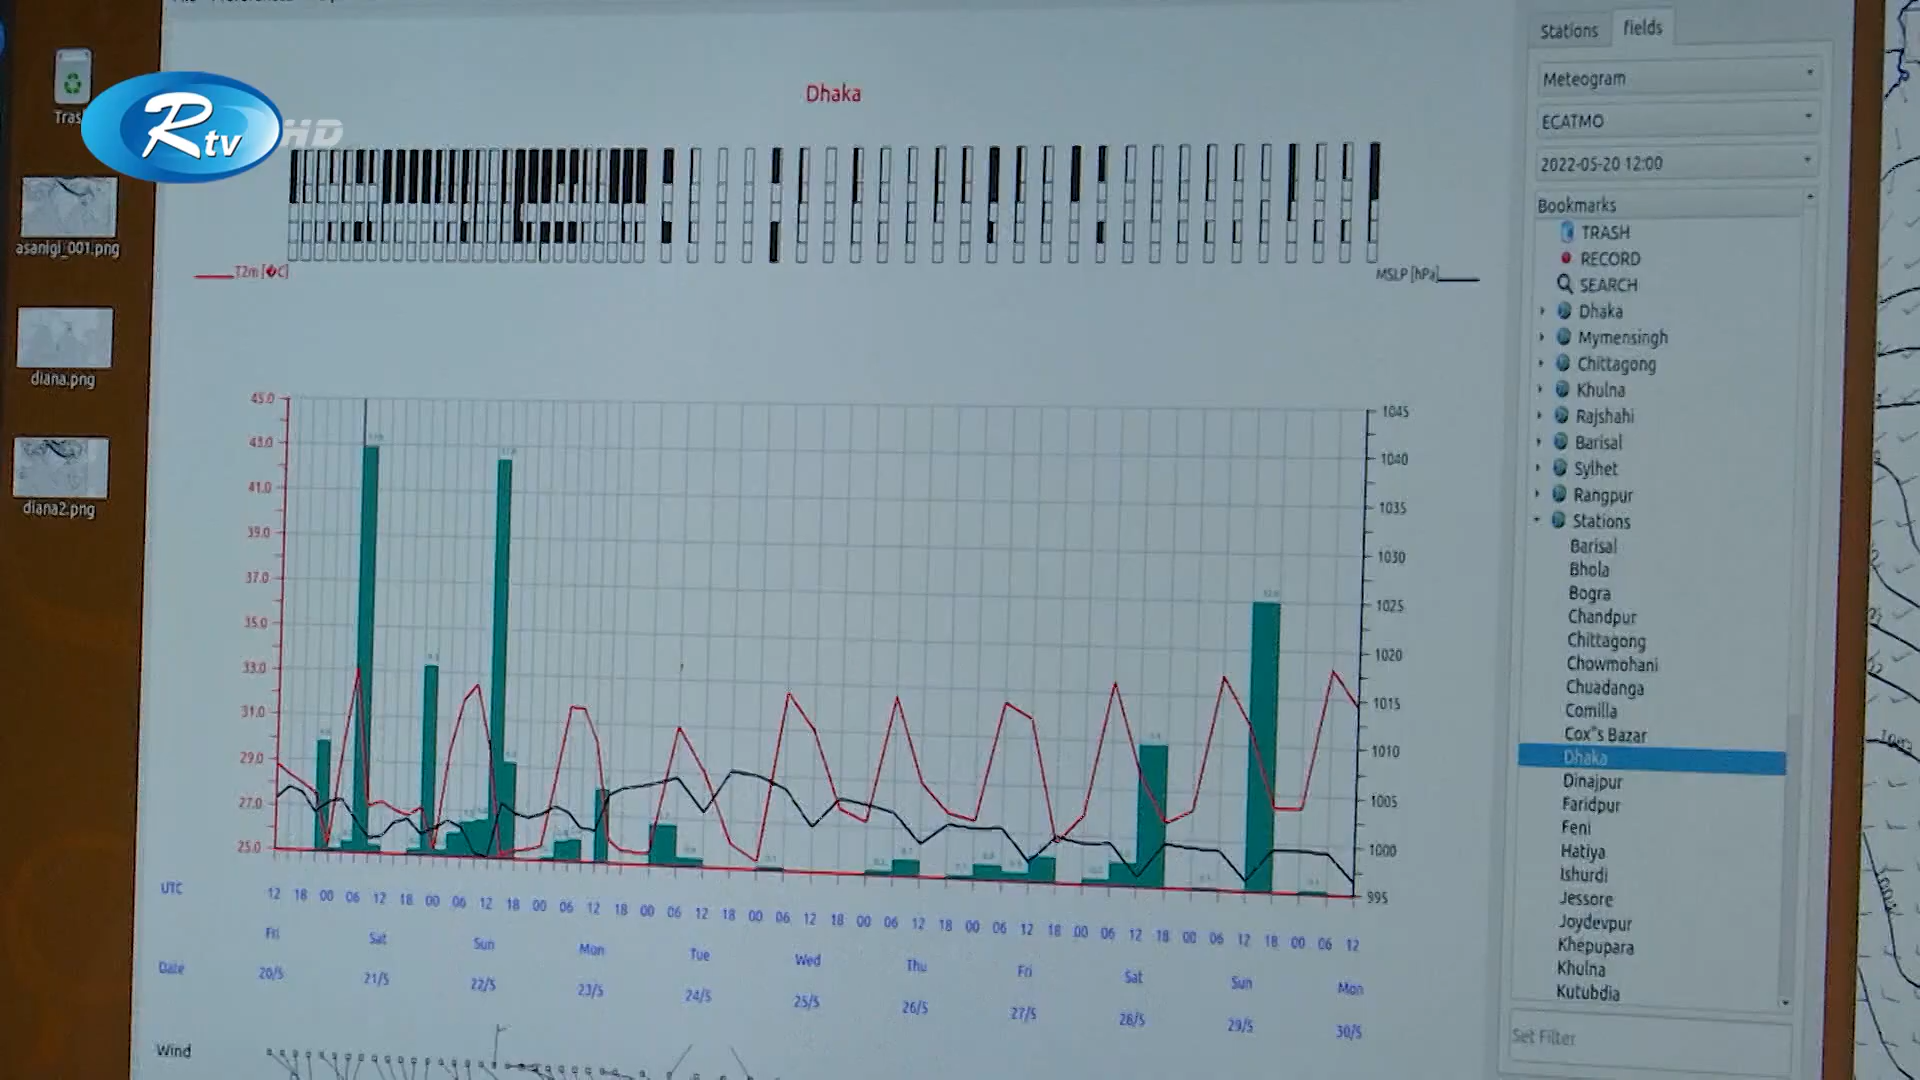 Rtv HD
Trash
asanigi_001.png
diana.png
diana2.png
Dhaka
MSLP [hPa]
45.0
43.0
41.0
39.0
37.0
35.0
33.0
31.0
29.0
27.0
25.0
1045
1040
1035
1030
1025
1020
1015
1010
1005
1000
995
UTC
12 18 00 06 12 18 00 06 12 18 00 06 12 18 00 06 12 18 00 06 12 18 00 06 12 18 00 06 12 18 00 06 12 18 00 06 12 18 00 06 12
Fri Sat Sun Mon Tue Wed Thu Fri Sat Sun Mon
Date
20/5 21/5 22/5 23/5 24/5 25/5 26/5 27/5 28/5 29/5 30/5
Wind
Stations fields
Meteogram
ECATMO
2022-05-20 12:00
Bookmarks
TRASH
RECORD
SEARCH
Dhaka
Mymensingh
Chittagong
Khulna
Rajshahi
Barisal
Sylhet
Rangpur
Stations
Barisal
Bhola
Bogra
Chandpur
Chittagong
Chowmohani
Chuadanga
Comilla
Cox"s Bazar
Dhaka
Dinajpur
Faridpur
Feni
Hatiya
Ishurdi
Jessore
Joydevpur
Khepupara
Khulna
Kutubdia
Set Filter